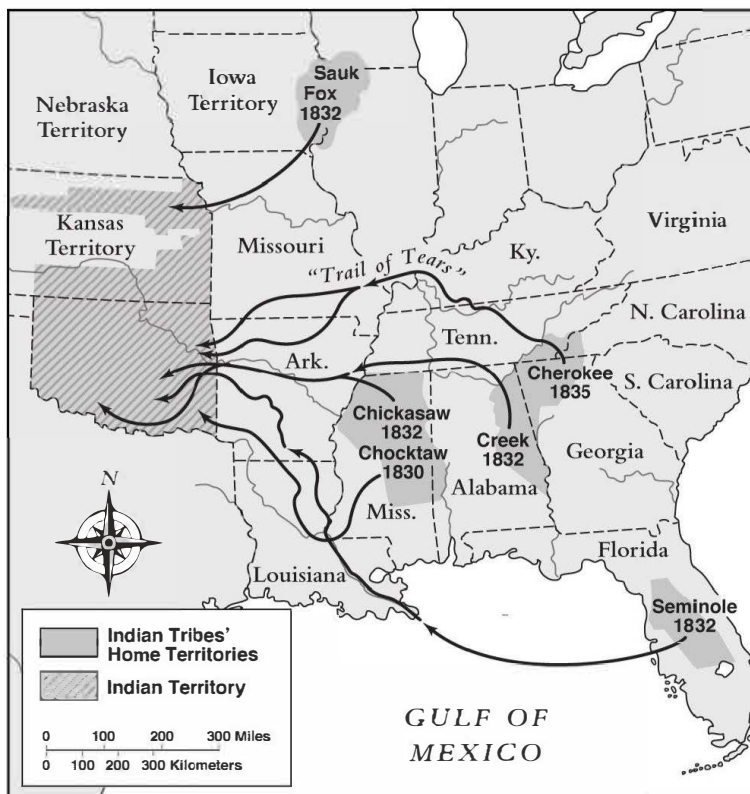 Nebraska
Territory
Iowa
Territory
Sauk
Fox
1832
Kansas
Territory
Missouri
"Trail of Tears"
Ky.
Virginia
N. Carolina
Tenn.
Ark.
Cherokee
1835
S. Carolina
Chickasaw
1832
Chocktaw
1830
Creek
1832
Georgia
Alabama
Miss.
N
Louisiana
Florida
Seminole
1832
Indian Tribes'
Home Territories
Indian Territory
0 100 200 300 Miles
0 100 200 300 Kilometers
GULF OF
MEXICO